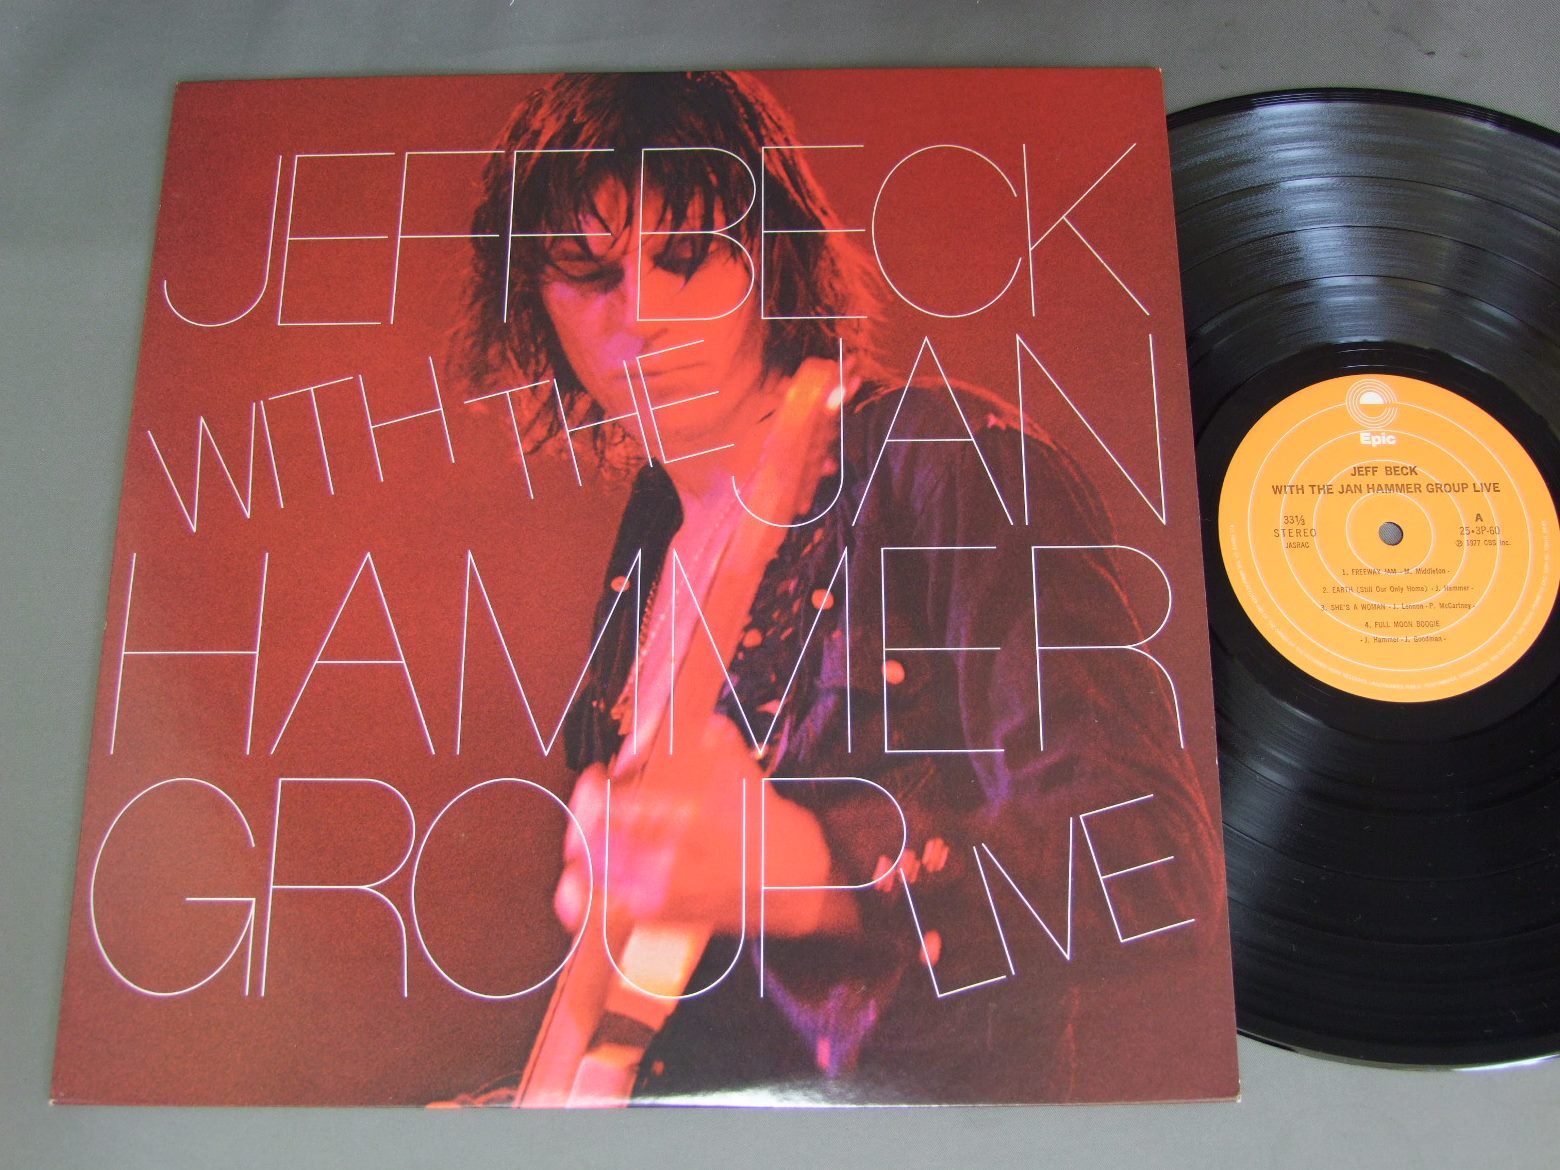 JEFF BECK
WITH THE JAN
HAMMER
GROUP LIVE
Epic
JEFF BECK
WITH THE JAN HAMMER GROUP LIVE
33⅓
STEREO
JASRAC
A
25・3P-60
℗ 1977 CBS Inc.
1. FREEWAY JAM - M. Middleton -
2. EARTH (Still Our Only Home) - J. Hammer -
3. SHE'S A WOMAN - J. Lennon - P. McCartney -
4. FULL MOON BOOGIE
- J. Hammer - J. Goodman -